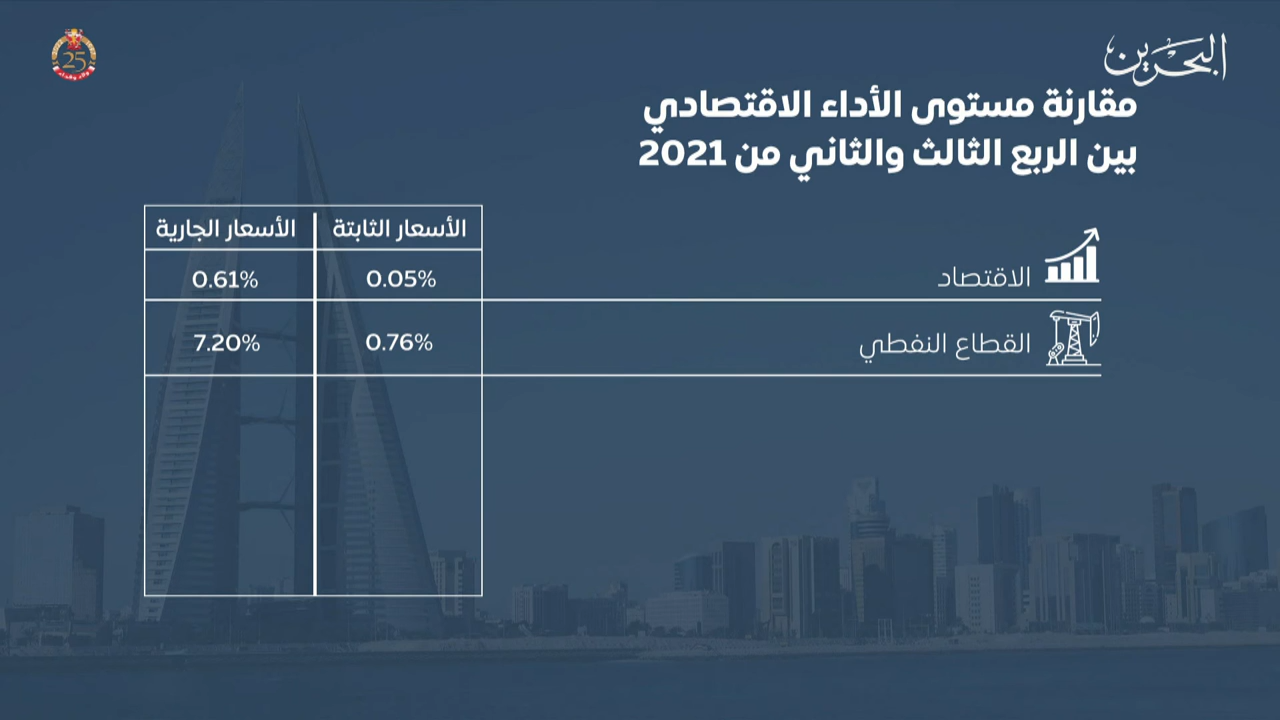 البحرين
25
مقارنة مستوى الأداء الاقتصادي
بين الربع الثالث والثاني من 2021
الأسعار الثابتة الأسعار الجارية
الاقتصاد 0.05% 0.61%
القطاع النفطي 0.76% 7.20%